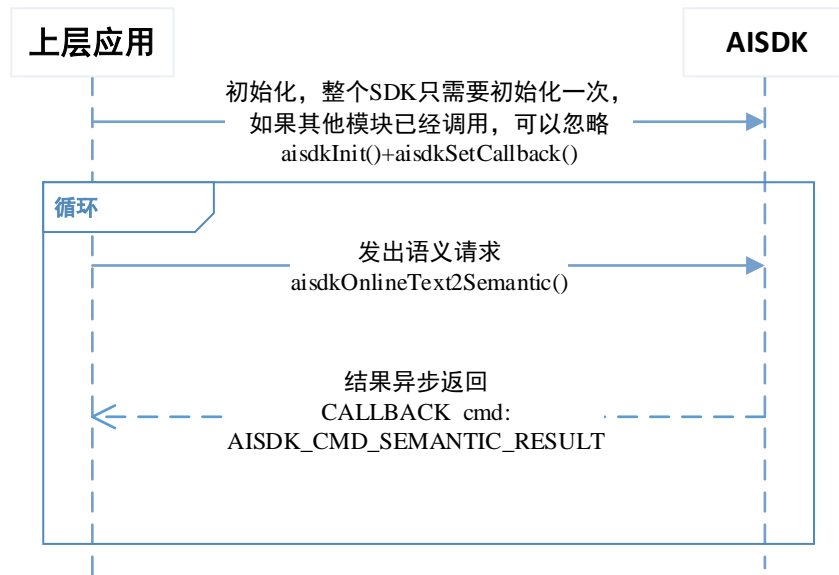 上层应用
AISDK
初始化，整个SDK只需要初始化一次，
如果其他模块已经调用，可以忽略
aisdkInit()+aisdkSetCallback()
循环
发出语义请求
aisdkOnlineText2Semantic()
结果异步返回
CALLBACK cmd:
AISDK_CMD_SEMANTIC_RESULT